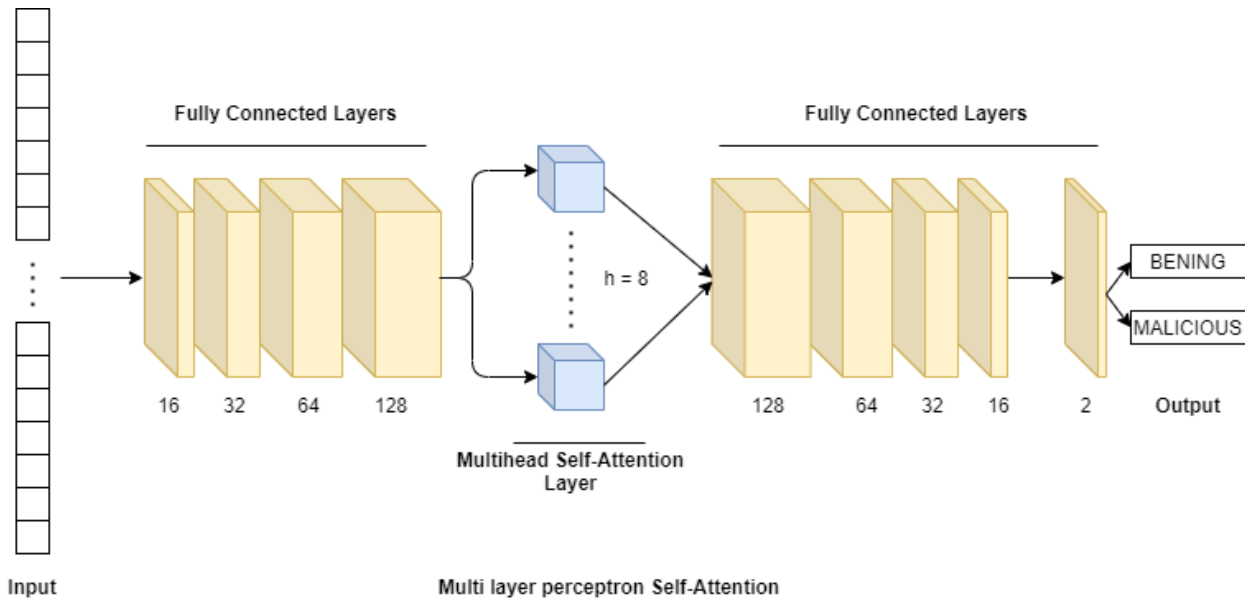 Fully Connected Layers
Fully Connected Layers
h = 8
BENING
MALICIOUS
16 32 64 128
128 64 32 16 2 Output
Multihead Self-Attention
Layer
Input
Multi layer perceptron Self-Attention